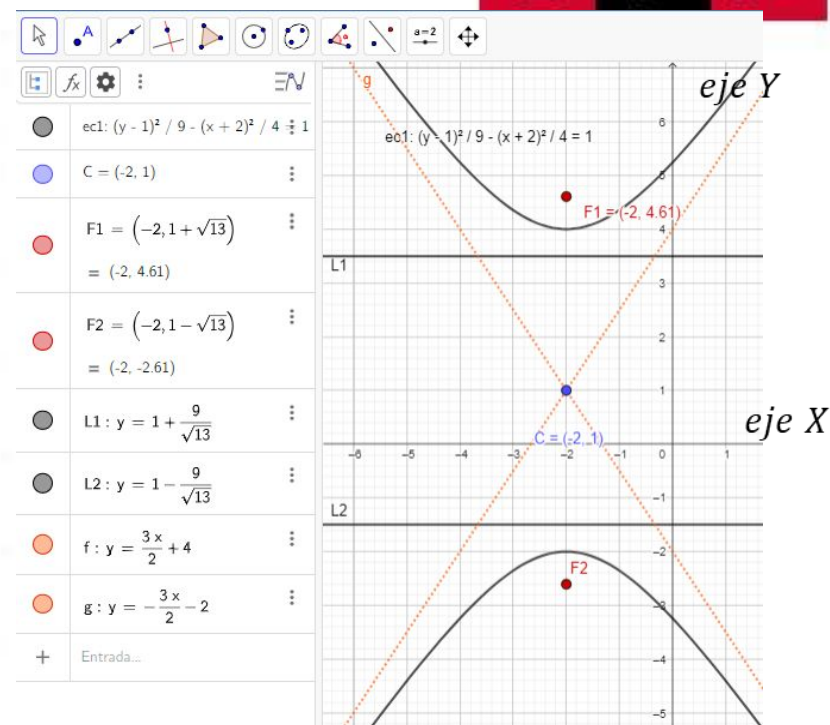 A
a=2
fx
ec1: (y - 1)² / 9 - (x + 2)² / 4 = 1
C = (-2, 1)
F1 = (−2, 1 + √13)
= (-2, 4.61)
F2 = (−2, 1 − √13)
= (-2, -2.61)
L1 : y = 1 + 9/√13
L2 : y = 1 − 9/√13
f : y = 3 x/2 + 4
g : y = − 3 x/2 − 2
+ Entrada...
g
eje Y
6
ec1: (y - 1)² / 9 - (x + 2)² / 4 = 1
5
F1 = (-2, 4.61)
4
L1
3
2
1
eje X
C = (-2, 1)
−6 −5 −4 −3 −2 −1 0 1
−1
L2
−2
F2
−3
−4
−5